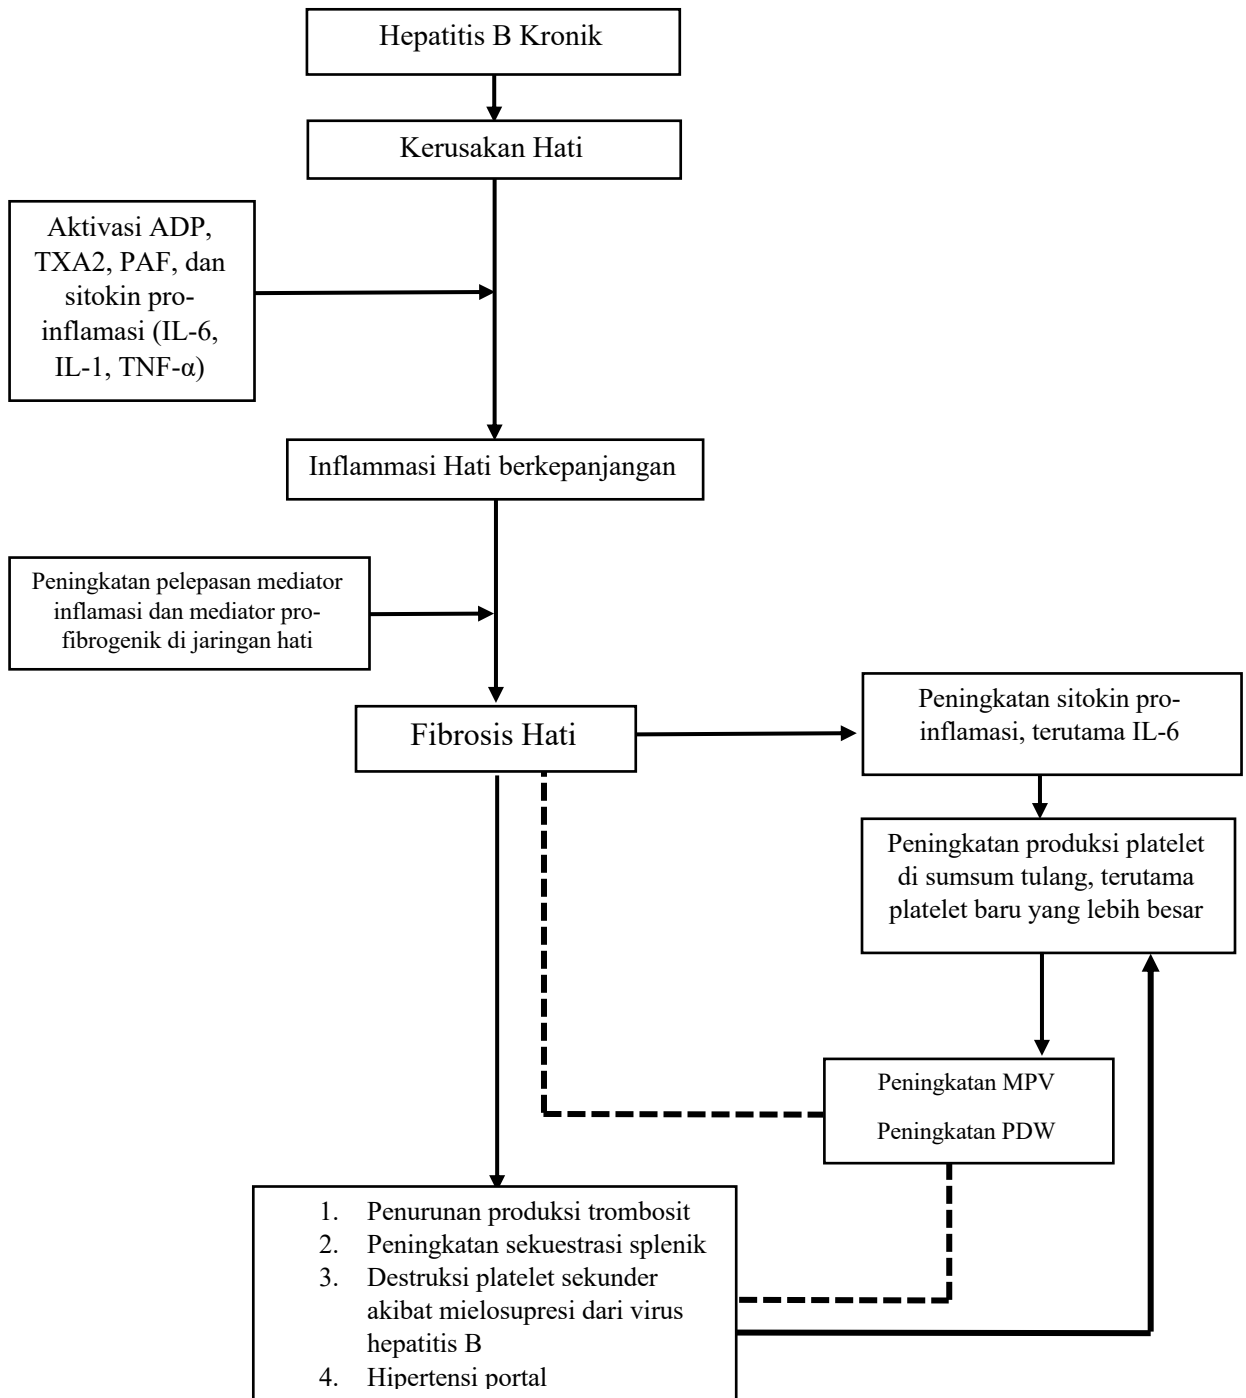 Hepatitis B Kronik
Kerusakan Hati
Aktivasi ADP,
TXA2, PAF, dan
sitokin pro-
inflamasi (IL-6,
IL-1, TNF-α)
Inflammasi Hati berkepanjangan
Peningkatan pelepasan mediator
inflamasi dan mediator pro-
fibrogenik di jaringan hati
Fibrosis Hati
Peningkatan sitokin pro-
inflamasi, terutama IL-6
Peningkatan produksi platelet
di sumsum tulang, terutama
platelet baru yang lebih besar
Peningkatan MPV
Peningkatan PDW
1. Penurunan produksi trombosit
2. Peningkatan sekuestrasi splenik
3. Destruksi platelet sekunder
akibat mielosupresi dari virus
hepatitis B
4. Hipertensi portal